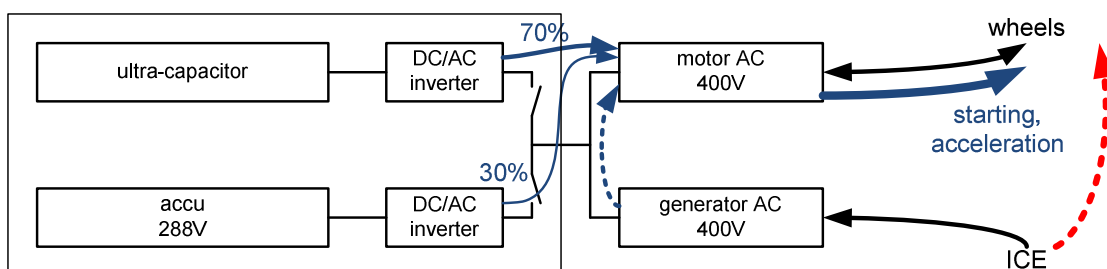 70%
wheels
ultra-capacitor
DC/AC
inverter
motor AC
400V
starting,
acceleration
30%
accu
288V
DC/AC
inverter
generator AC
400V
ICE